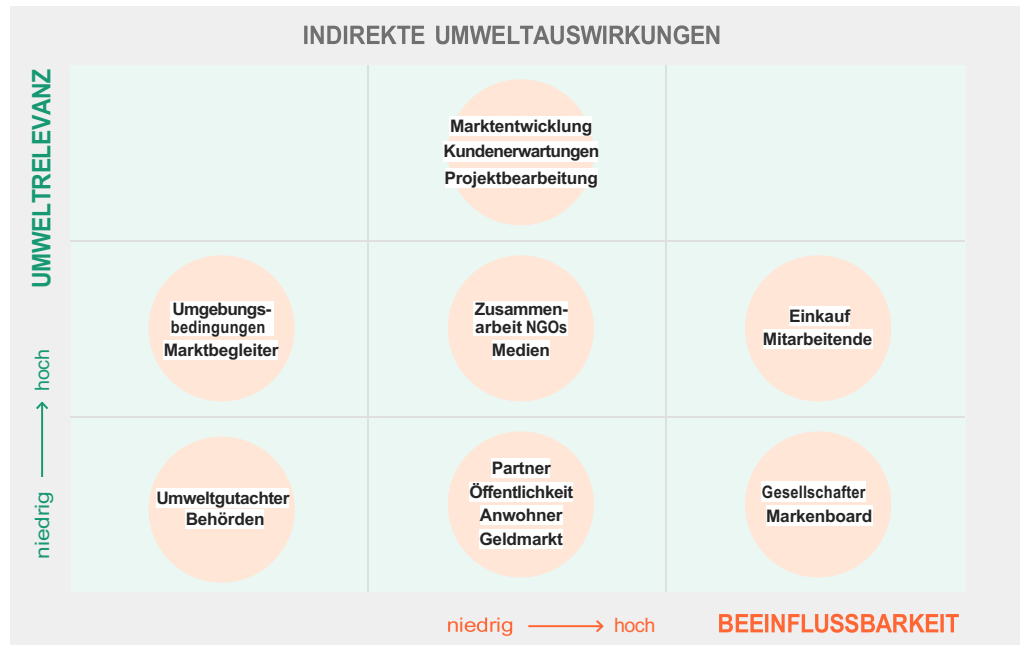 INDIREKTE UMWELTAUSWIRKUNGEN
UMWELTRELEVANZ
niedrig → hoch
Marktentwicklung
Kundenerwartungen
Projektbearbeitung
Umgebungs-
bedingungen
Marktbegleiter
Zusammen-
arbeit NGOs
Medien
Einkauf
Mitarbeitende
Umweltgutachter
Behörden
Partner
Öffentlichkeit
Anwohner
Geldmarkt
Gesellschafter
Markenboard
niedrig → hoch
BEEINFLUSSBARKEIT